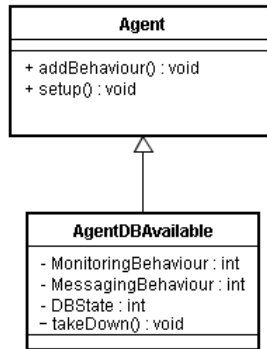 Agent
+ addBehaviour() : void
+ setup() : void
AgentDBAvailable
- MonitoringBehaviour : int
- MessagingBehaviour : int
- DBState : int
- takeDown() : void